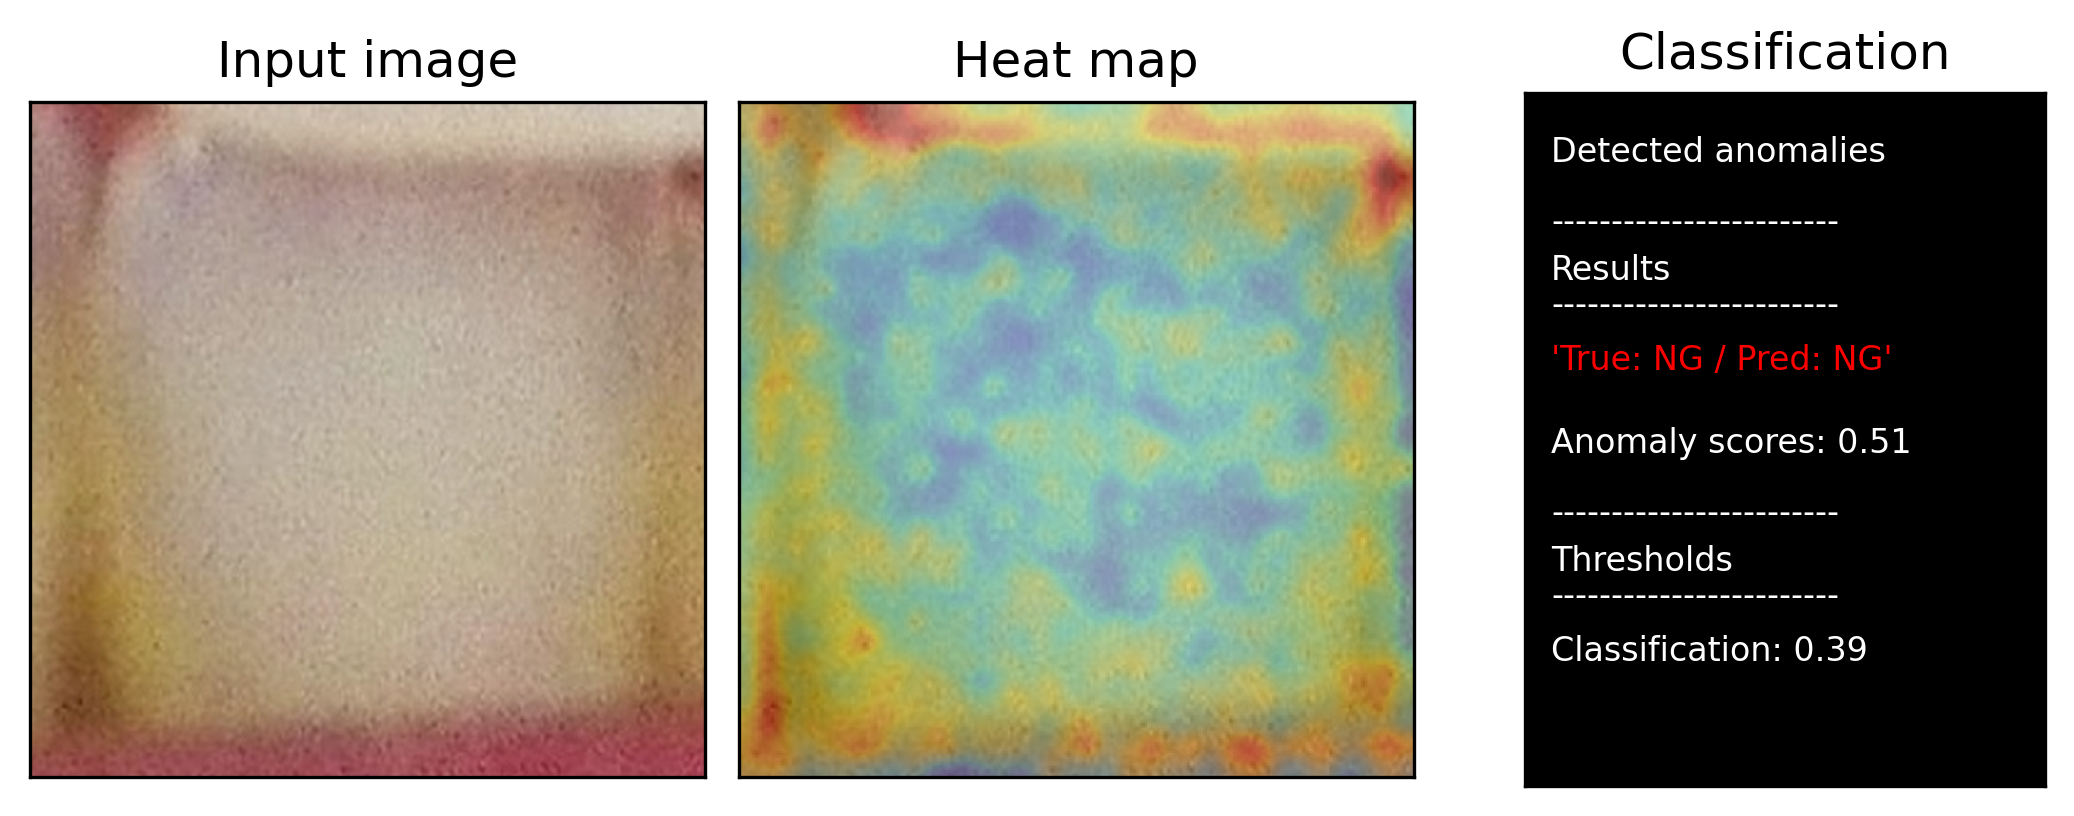 Input image
Heat map
Classification
Detected anomalies
------------------------
Results
------------------------
'True: NG / Pred: NG'
Anomaly scores: 0.51
------------------------
Thresholds
------------------------
Classification: 0.39